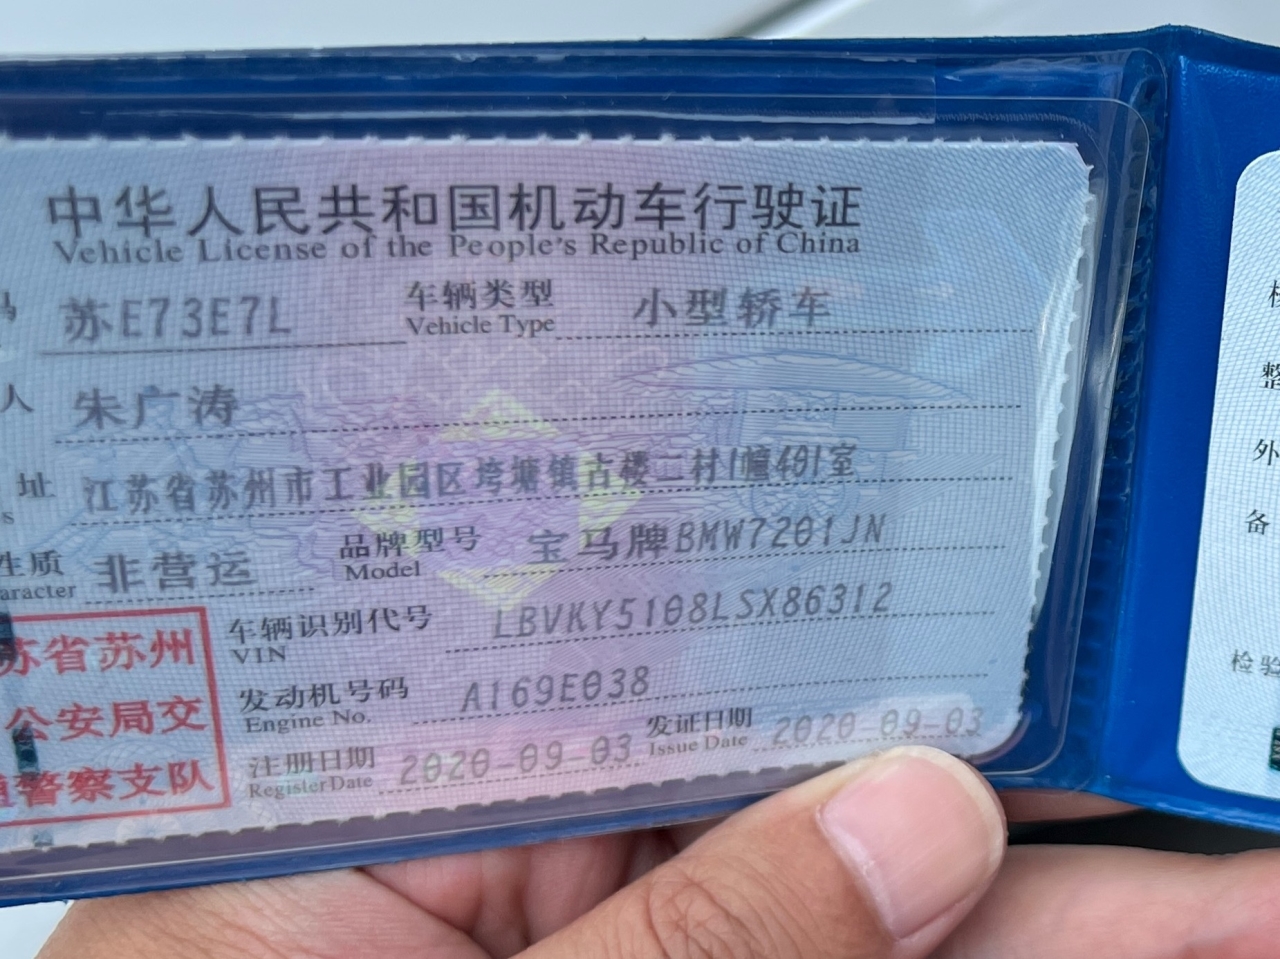 中华人民共和国机动车行驶证
Vehicle License of the People's Republic of China
苏E73E7L 车辆类型 小型轿车
Vehicle Type
人 朱广涛
址 江苏省苏州市工业园区垮塘镇古楼二村1幢401室
性质 非营运 品牌型号 宝马牌BMW7201JN
aracter Model
车辆识别代号 LBVKY5108LSX86312
VIN
发动机号码 A169E038
Engine No.
注册日期 2020-09-03 发证日期 2020-09-03
Register Date Issue Date
苏省苏州
公安局交
警察支队
整
外
备
检验